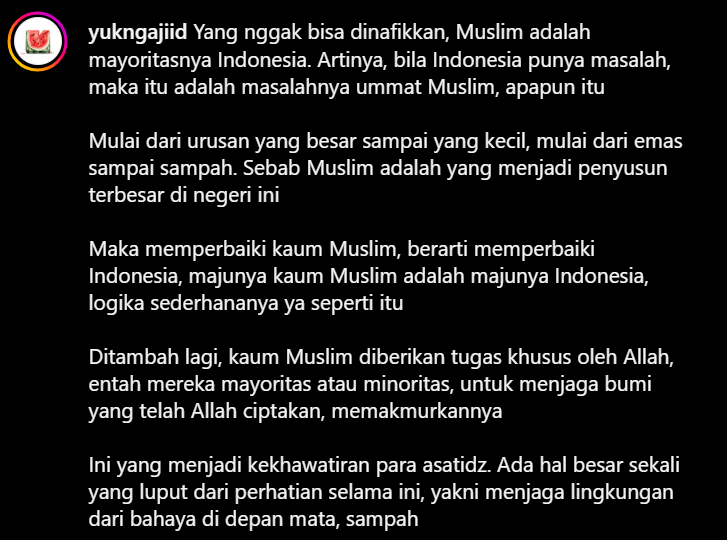 yukngajiid Yang nggak bisa dinafikkan, Muslim adalah
mayoritasnya Indonesia. Artinya, bila Indonesia punya masalah,
maka itu adalah masalahnya ummat Muslim, apapun itu
Mulai dari urusan yang besar sampai yang kecil, mulai dari emas
sampai sampah. Sebab Muslim adalah yang menjadi penyusun
terbesar di negeri ini
Maka memperbaiki kaum Muslim, berarti memperbaiki
Indonesia, majunya kaum Muslim adalah majunya Indonesia,
logika sederhananya ya seperti itu
Ditambah lagi, kaum Muslim diberikan tugas khusus oleh Allah,
entah mereka mayoritas atau minoritas, untuk menjaga bumi
yang telah Allah ciptakan, memakmurkannya
Ini yang menjadi kekhawatiran para asatidz. Ada hal besar sekali
yang luput dari perhatian selama ini, yakni menjaga lingkungan
dari bahaya di depan mata, sampah